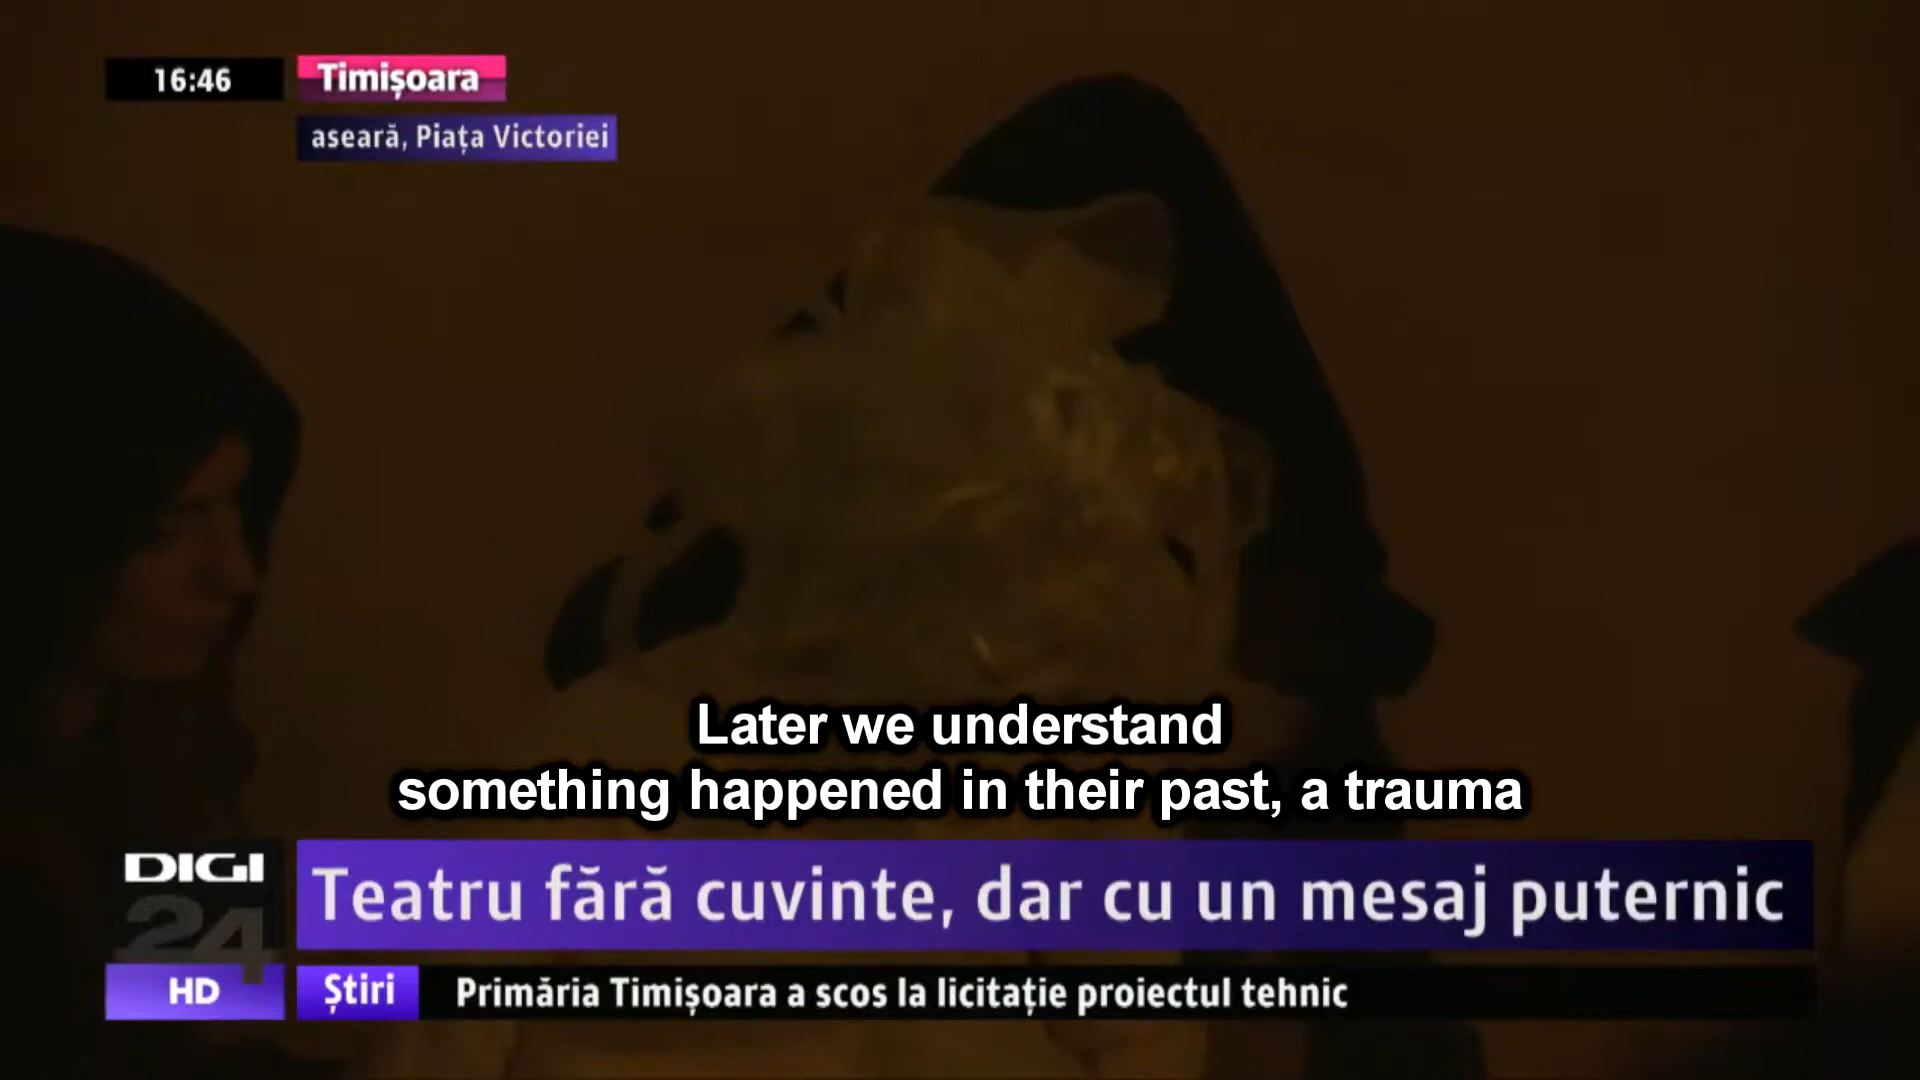 16:46
Timișoara
aseară, Piața Victoriei
Later we understand
something happened in their past, a trauma
DIGI
24
HD
Teatru fără cuvinte, dar cu un mesaj puternic
Știri
Primăria Timișoara a scos la licitație proiectul tehnic